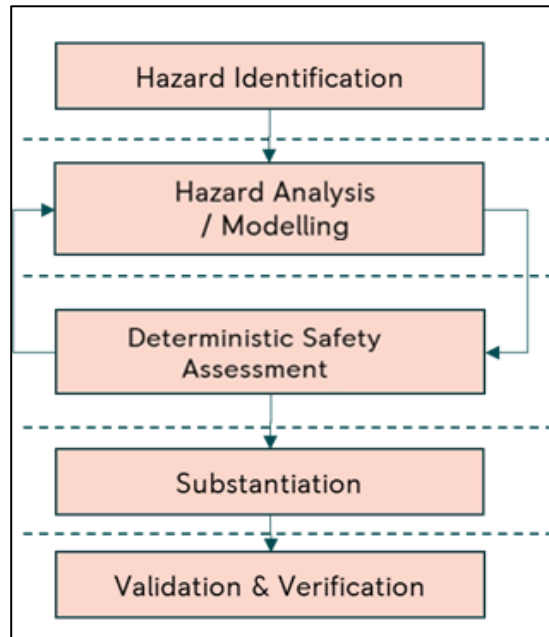 Hazard Identification
Hazard Analysis
/ Modelling
Deterministic Safety
Assessment
Substantiation
Validation & Verification